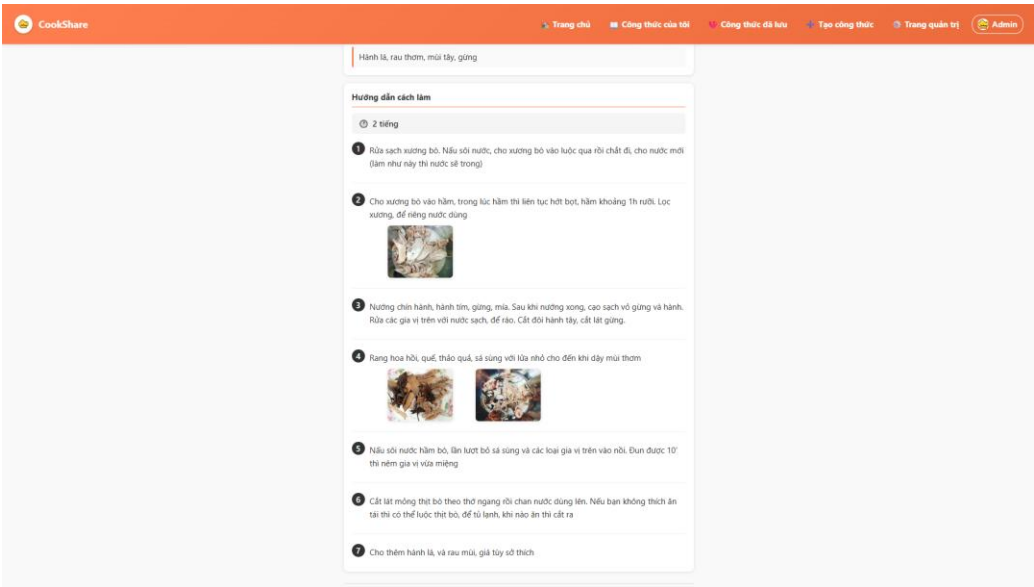 CookShare
Trang chủ
Công thức của tôi
Công thức đã lưu
Tạo công thức
Trang quản trị
Admin
Hành lá, rau thơm, mùi tây, gừng
Hướng dẫn cách làm
2 tiếng
1 Rửa sạch xương bò. Nấu sôi nước, cho xương bò vào luộc qua rồi chắt đi, cho nước mới
(làm như này thì nước sẽ trong)
2 Cho xương bò vào hầm, trong lúc hầm thì liên tục hớt bọt, hầm khoảng 1h rưỡi. Lọc
xương, để riêng nước dùng
3 Nướng chín hành, hành tím, gừng, mía. Sau khi nướng xong, cạo sạch vỏ gừng và hành.
Rửa các gia vị trên với nước sạch, để ráo. Cắt đôi hành tây, cắt lát gừng.
4 Rang hoa hồi, quế, thảo quả, sá sùng với lửa nhỏ cho đến khi dậy mùi thơm
5 Nấu sôi nước hầm bò, lần lượt bỏ sá sùng và các loại gia vị trên vào nồi. Đun được 10'
thì nêm gia vị vừa miệng
6 Cắt lát mỏng thịt bò theo thớ ngang rồi chan nước dùng lên. Nếu bạn không thích ăn
tái thì có thể luộc thịt bò, để tủ lạnh, khi nào ăn thì cắt ra
7 Cho thêm hành lá, và rau mùi, giá tùy sở thích